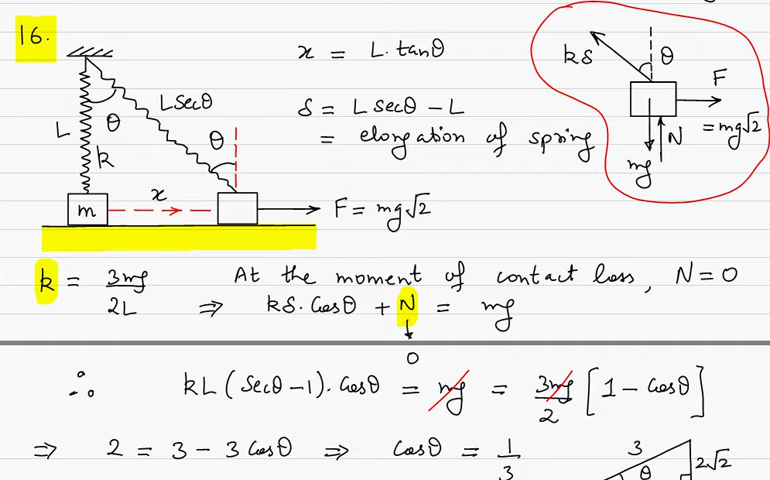 16.
x = L.tanθ
δ = L secθ – L
= elongation of spring
kδ
θ
F
= mg√2
N
mg
L
θ
k
L secθ
θ
m
x
F = mg√2
k = 3mg/2L
At the moment of contact loss, N = 0
⇒ kδ.cosθ + N = mg
0
∴ kL(secθ–1).cosθ = mg = 3mg/2 [1 – cosθ]
⇒ 2 = 3 – 3cosθ ⇒ cosθ = 1/3
3
θ
2√2